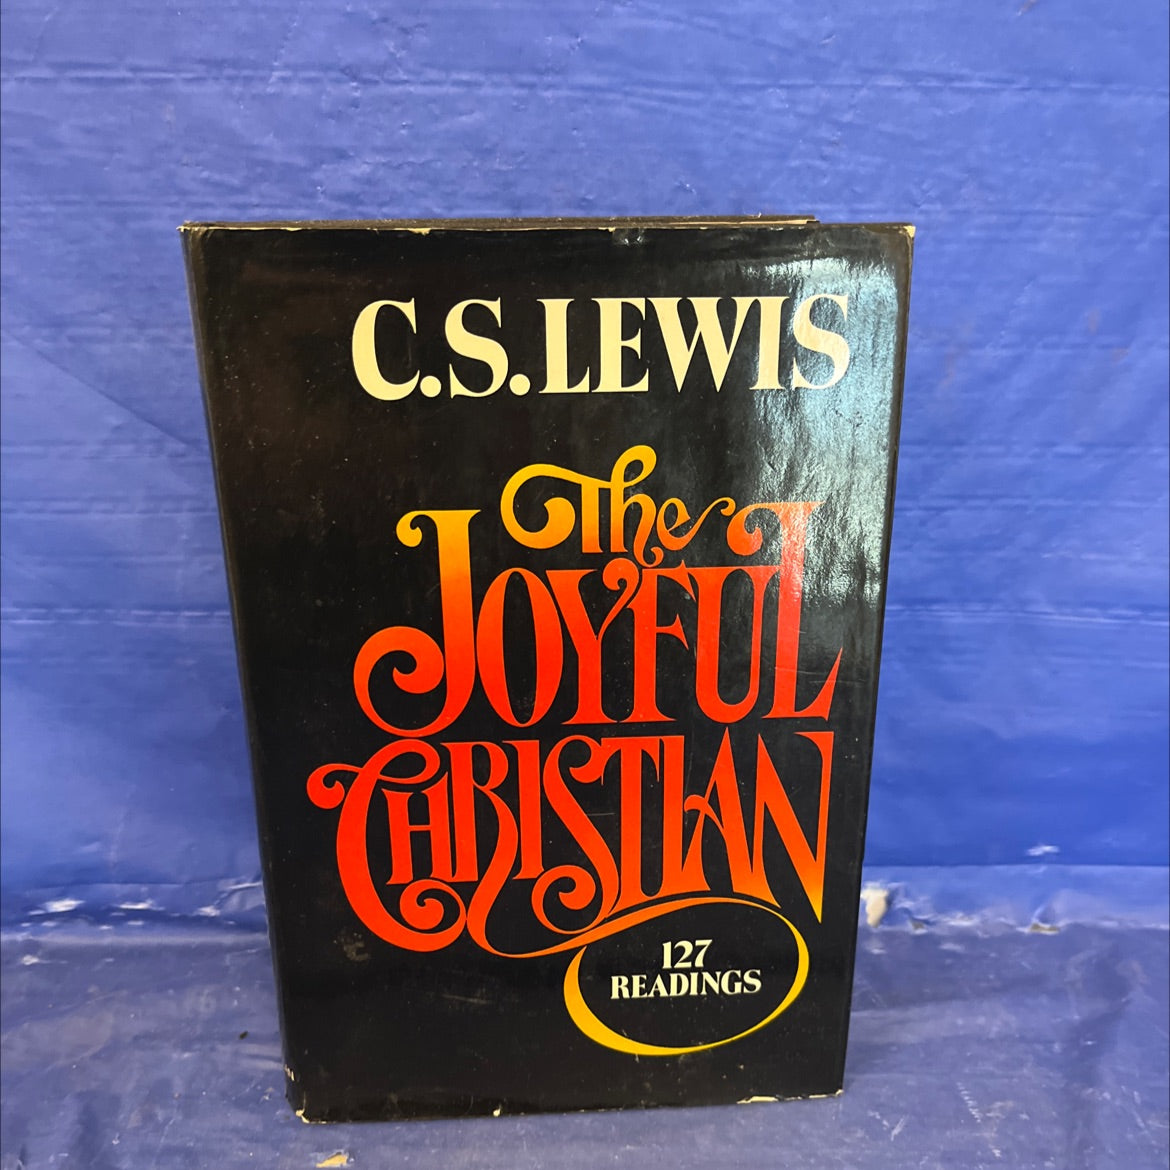 C.S. LEWIS
The
JOYFUL
CHRISTIAN
127
READINGS